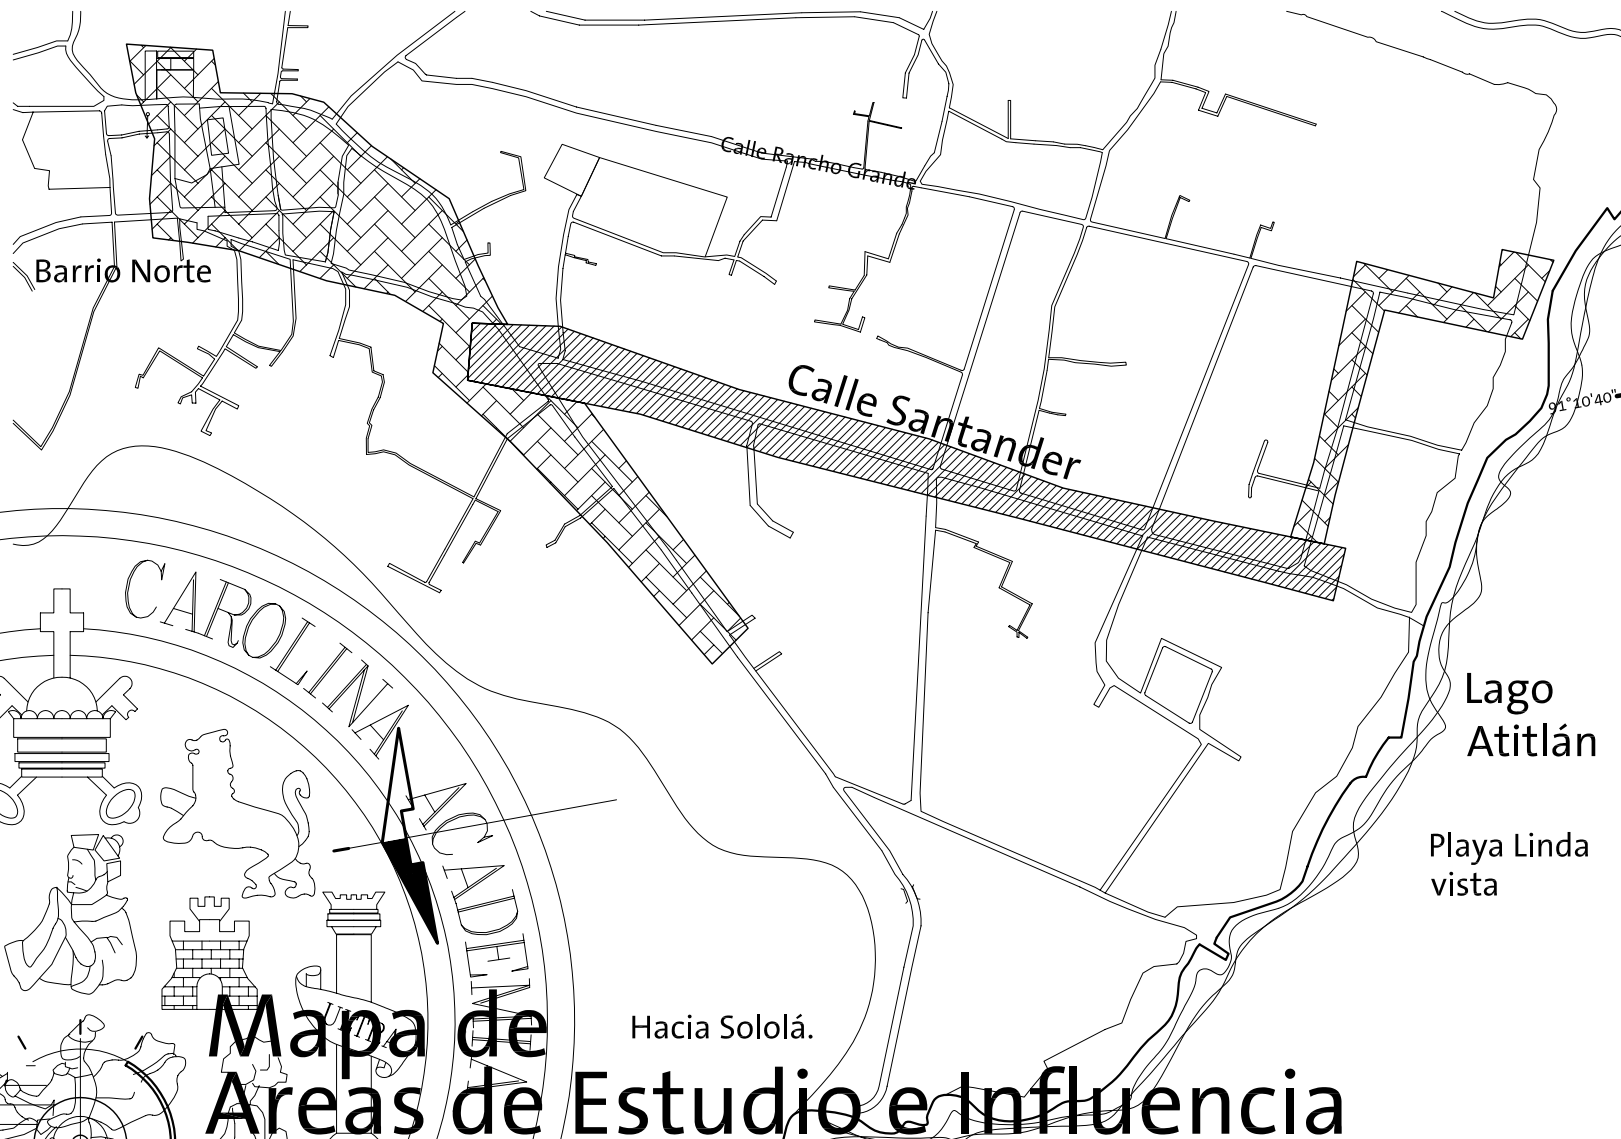 Calle Rancho Grande
Barrio Norte
Calle Santander
91°10'40"
CAROLINA ACADEMIA
Lago
Atitlán
Playa Linda
vista
ULTRA
Hacia Sololá.
Mapa de
Areas de Estudio e Influencia